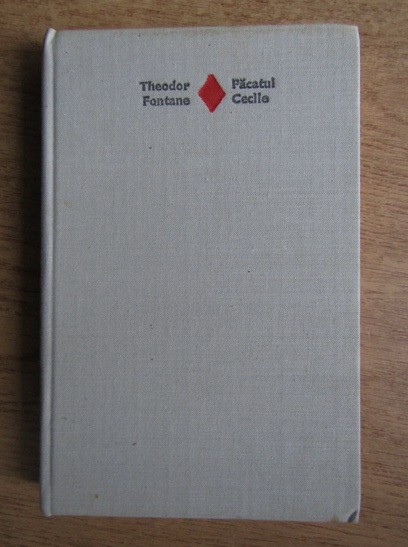 Theodor
Fontane
Păcatul
Cecile